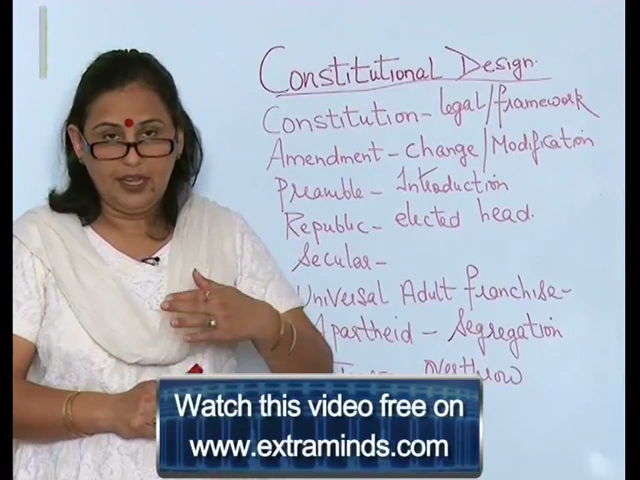 Constitutional Design.
Constitution - legal/framework
Amendment - change/Modification
Preamble - Introduction
Republic - elected head.
Secular -
Universal Adult Franchise -
Apartheid - Segregation
overthrow
Watch this video free on
www.extraminds.com